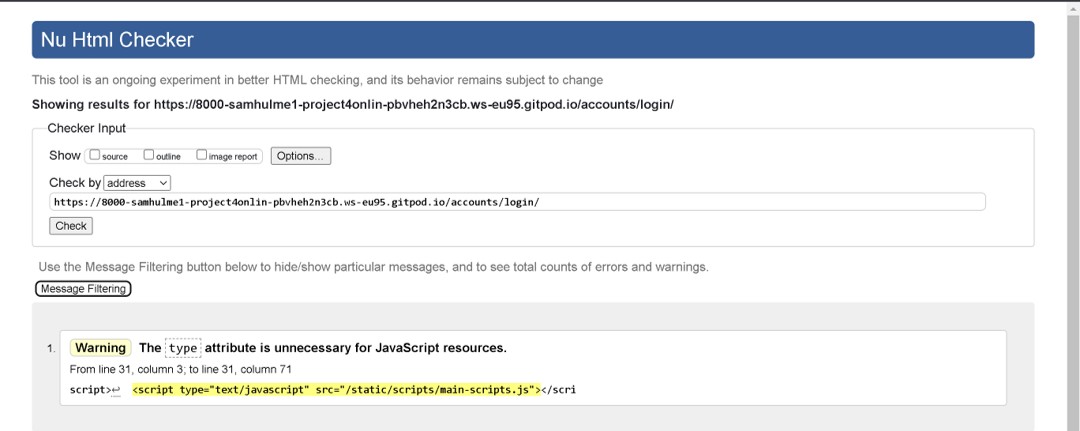 Nu Html Checker
This tool is an ongoing experiment in better HTML checking, and its behavior remains subject to change
Showing results for https://8000-samhulme1-project4onlin-pbvheh2n3cb.ws-eu95.gitpod.io/accounts/login/
Checker Input
Show source outline image report Options...
Check by address
https://8000-samhulme1-project4onlin-pbvheh2n3cb.ws-eu95.gitpod.io/accounts/login/
Check
Use the Message Filtering button below to hide/show particular messages, and to see total counts of errors and warnings.
Message Filtering
1. Warning The type attribute is unnecessary for JavaScript resources.
From line 31, column 3; to line 31, column 71
script>↩ <script type="text/javascript" src="/static/scripts/main-scripts.js"></scri